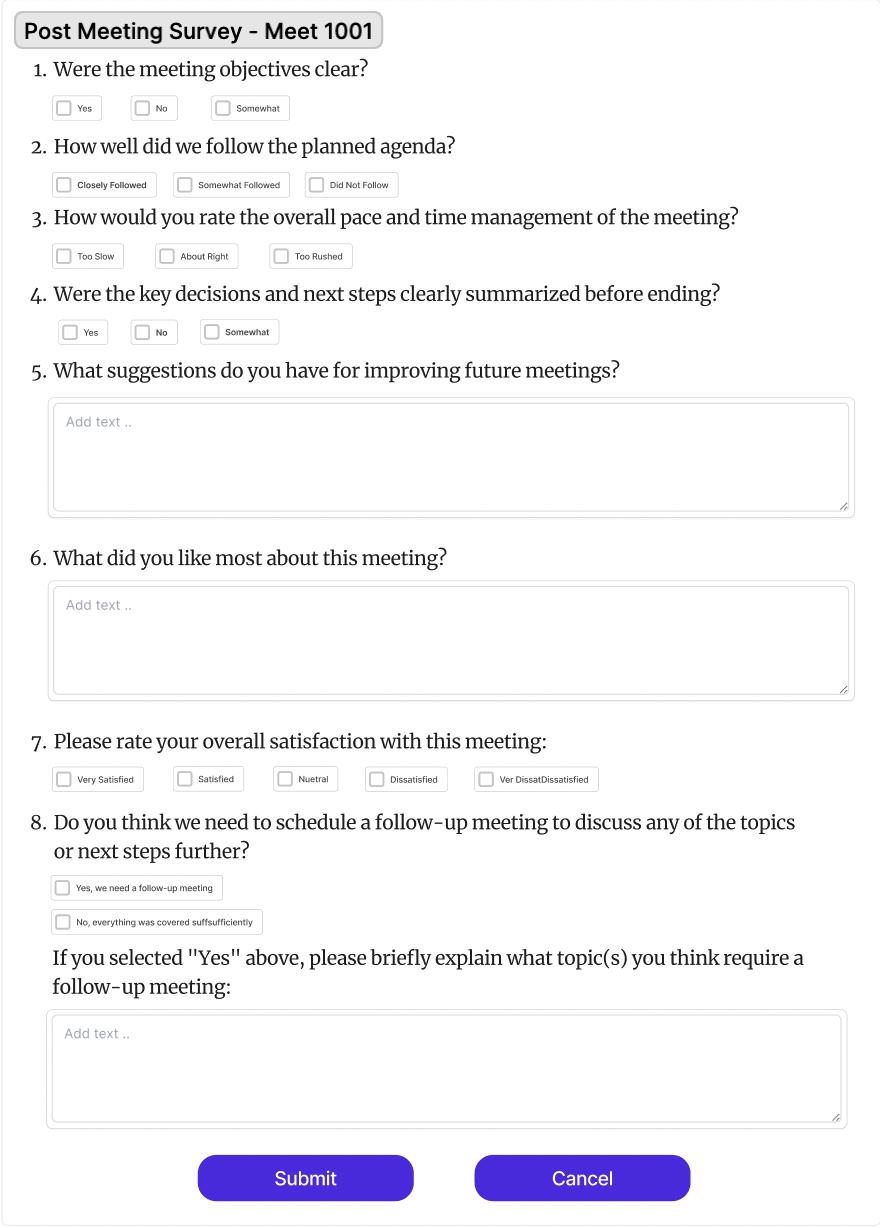 Post Meeting Survey - Meet 1001
1. Were the meeting objectives clear?
Yes No Somewhat
2. How well did we follow the planned agenda?
Closely Followed Somewhat Followed Did Not Follow
3. How would you rate the overall pace and time management of the meeting?
Too Slow About Right Too Rushed
4. Were the key decisions and next steps clearly summarized before ending?
Yes No Somewhat
5. What suggestions do you have for improving future meetings?
Add text ..
6. What did you like most about this meeting?
Add text ..
7. Please rate your overall satisfaction with this meeting:
Very Satisfied Satisfied Nuetral Dissatisfied Ver DissatDissatisfied
8. Do you think we need to schedule a follow-up meeting to discuss any of the topics
or next steps further?
Yes, we need a follow-up meeting
No, everything was covered suffsufficiently
If you selected "Yes" above, please briefly explain what topic(s) you think require a
follow-up meeting:
Add text ..
Submit Cancel